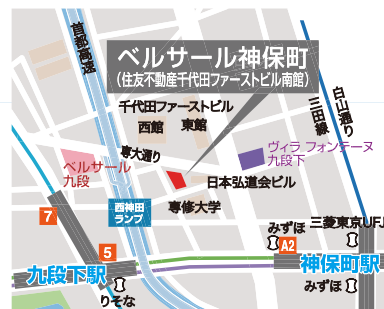 首都高速
ベルサール神保町
(住友不動産千代田ファーストビル南館)
千代田ファーストビル
西館
東館
専大通り
白山通り
三田線
ベルサール
九段
ヴィラ フォンテーヌ
九段下
日本弘道会ビル
西神田
ランプ
専修大学
7
5
みずほ
A2
三菱東京UFJ
九段下駅
神保町駅
りそな
みずほ